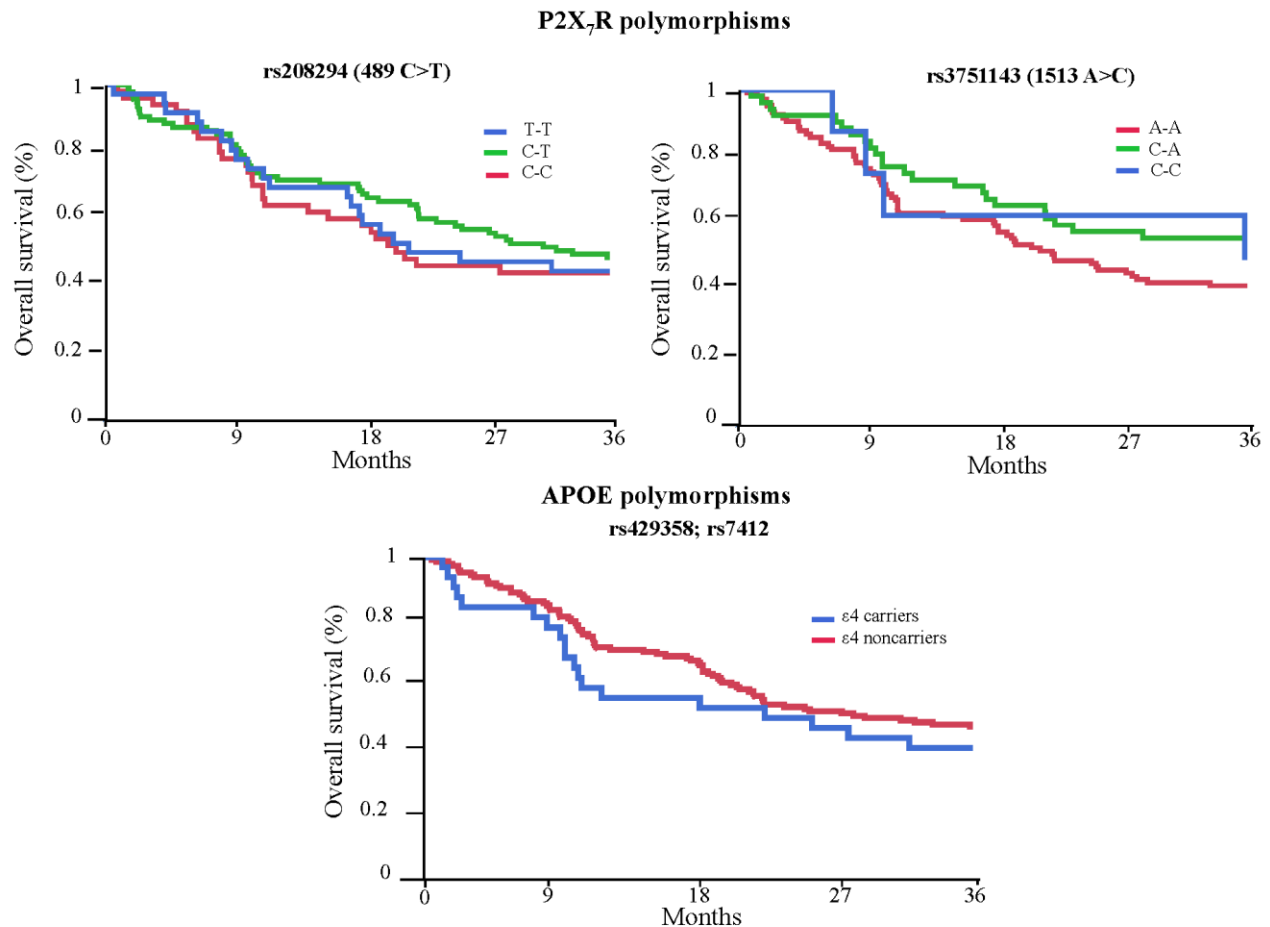 P2X₇R polymorphisms
rs208294 (489 C>T)
1
0.8
0.6
0.4
0.2
0
Overall survival (%)
T-T
C-T
C-C
0 9 18 27 36
Months
rs3751143 (1513 A>C)
1
0.8
0.6
0.4
0.2
0
Overall survival (%)
A-A
C-A
C-C
0 9 18 27 36
Months
APOE polymorphisms
rs429358; rs7412
1
0.8
0.6
0.4
0.2
0
Overall survival (%)
ε4 carriers
ε4 noncarriers
0 9 18 27 36
Months